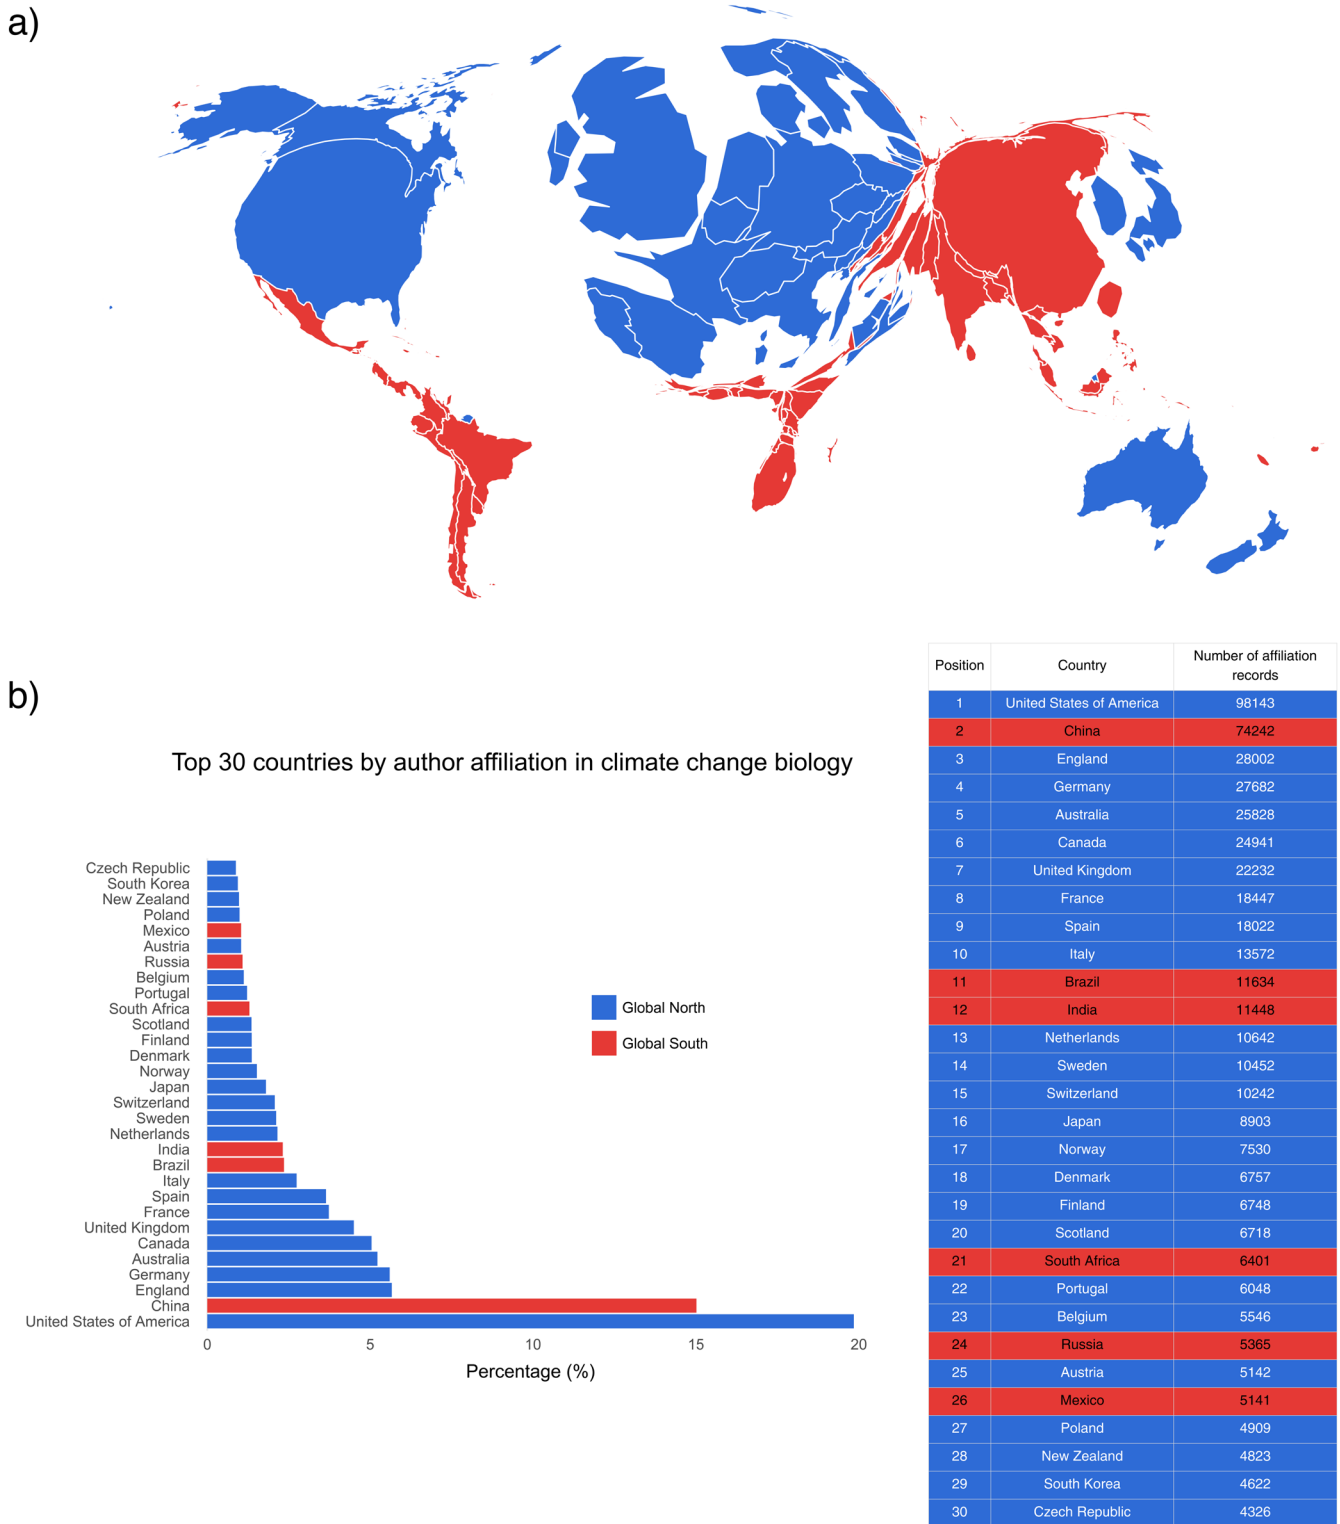 a)
b)
Top 30 countries by author affiliation in climate change biology
Czech Republic
South Korea
New Zealand
Poland
Mexico
Austria
Russia
Belgium
Portugal
South Africa
Scotland
Finland
Denmark
Norway
Japan
Switzerland
Sweden
Netherlands
India
Brazil
Italy
Spain
France
United Kingdom
Canada
Australia
Germany
England
China
United States of America
0 5 10 15 20
Percentage (%)
Global North
Global South
Position Country Number of affiliation
records
1 United States of America 98143
2 China 74242
3 England 28002
4 Germany 27682
5 Australia 25828
6 Canada 24941
7 United Kingdom 22232
8 France 18447
9 Spain 18022
10 Italy 13572
11 Brazil 11634
12 India 11448
13 Netherlands 10642
14 Sweden 10452
15 Switzerland 10242
16 Japan 8903
17 Norway 7530
18 Denmark 6757
19 Finland 6748
20 Scotland 6718
21 South Africa 6401
22 Portugal 6048
23 Belgium 5546
24 Russia 5365
25 Austria 5142
26 Mexico 5141
27 Poland 4909
28 New Zealand 4823
29 South Korea 4622
30 Czech Republic 4326